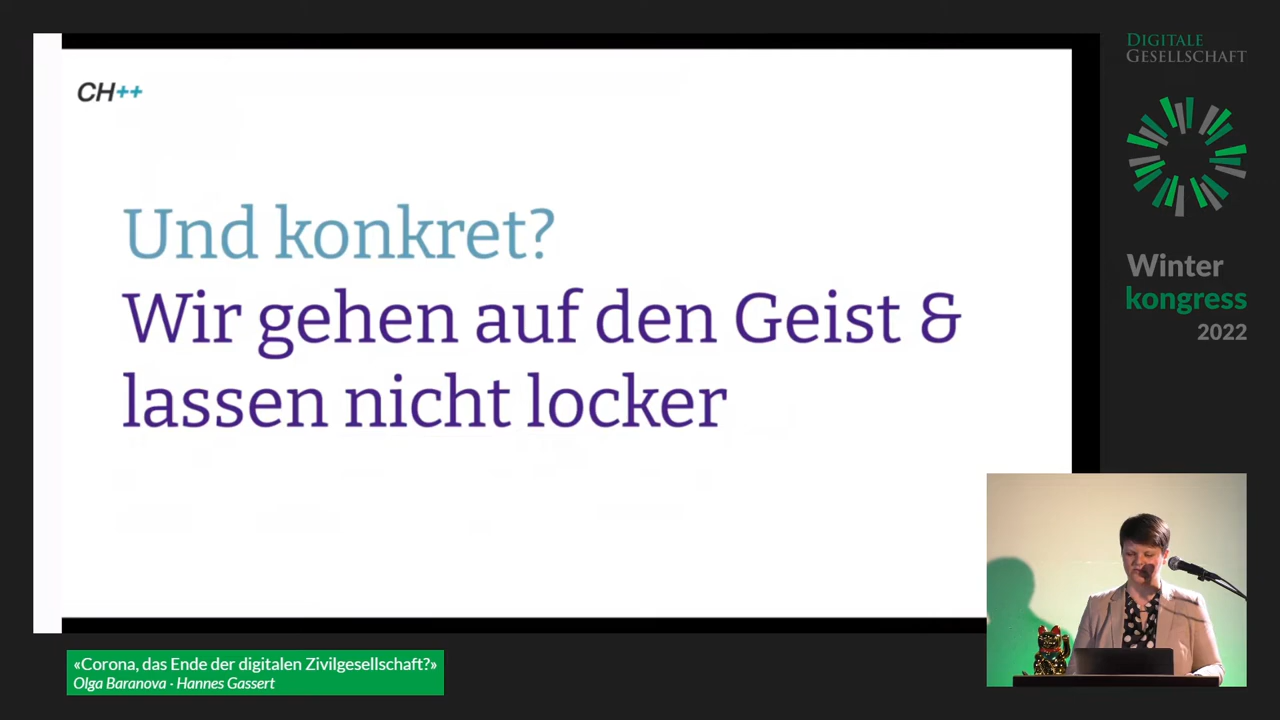 CH++
Und konkret?
Wir gehen auf den Geist &
lassen nicht locker
DIGITALE
GESELLSCHAFT
Winter
kongress
2022
«Corona, das Ende der digitalen Zivilgesellschaft?»
Olga Baranova · Hannes Gassert